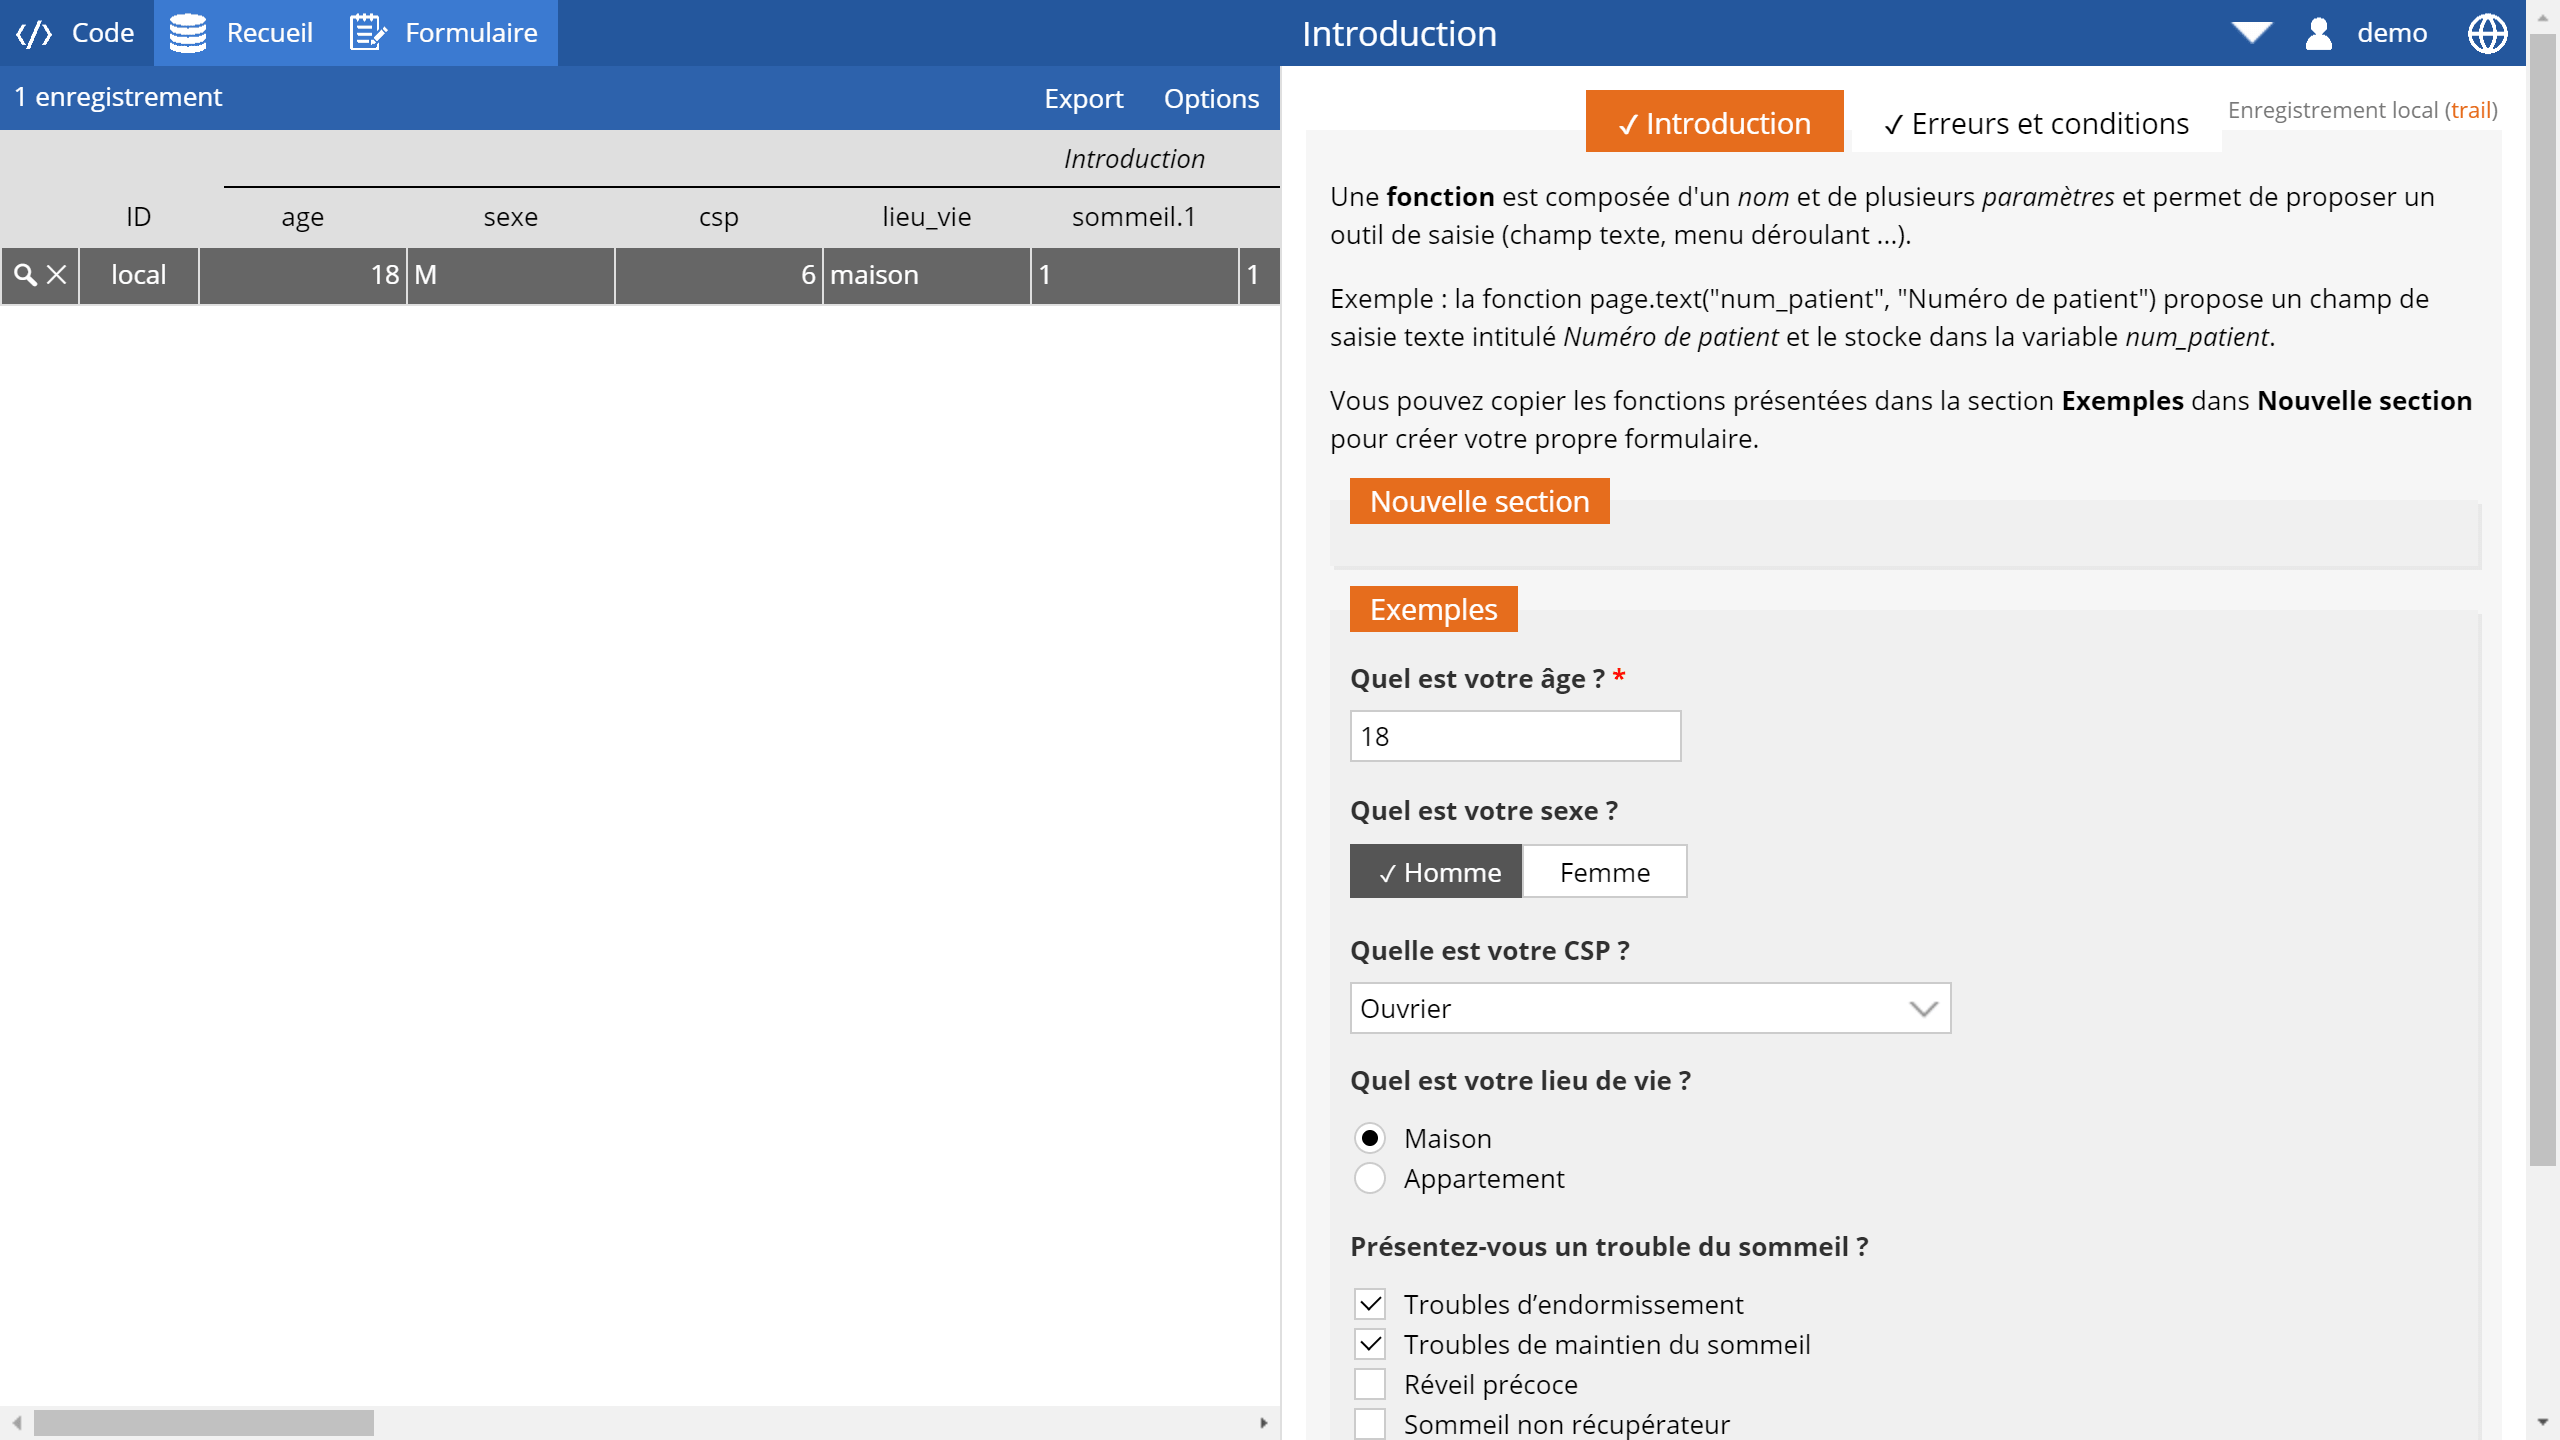 Code Recueil Formulaire Introduction demo
1 enregistrement Export Options
Introduction
ID age sexe csp lieu_vie sommeil.1
local 18 M 6 maison 1 1
✓ Introduction ✓ Erreurs et conditions Enregistrement local (trail)
Une fonction est composée d'un nom et de plusieurs paramètres et permet de proposer un
outil de saisie (champ texte, menu déroulant ...).
Exemple : la fonction page.text("num_patient", "Numéro de patient") propose un champ de
saisie texte intitulé Numéro de patient et le stocke dans la variable num_patient.
Vous pouvez copier les fonctions présentées dans la section Exemples dans Nouvelle section
pour créer votre propre formulaire.
Nouvelle section
Exemples
Quel est votre âge ? *
18
Quel est votre sexe ?
✓ Homme Femme
Quelle est votre CSP ?
Ouvrier
Quel est votre lieu de vie ?
Maison
Appartement
Présentez-vous un trouble du sommeil ?
Troubles d’endormissement
Troubles de maintien du sommeil
Réveil précoce
Sommeil non récupérateur